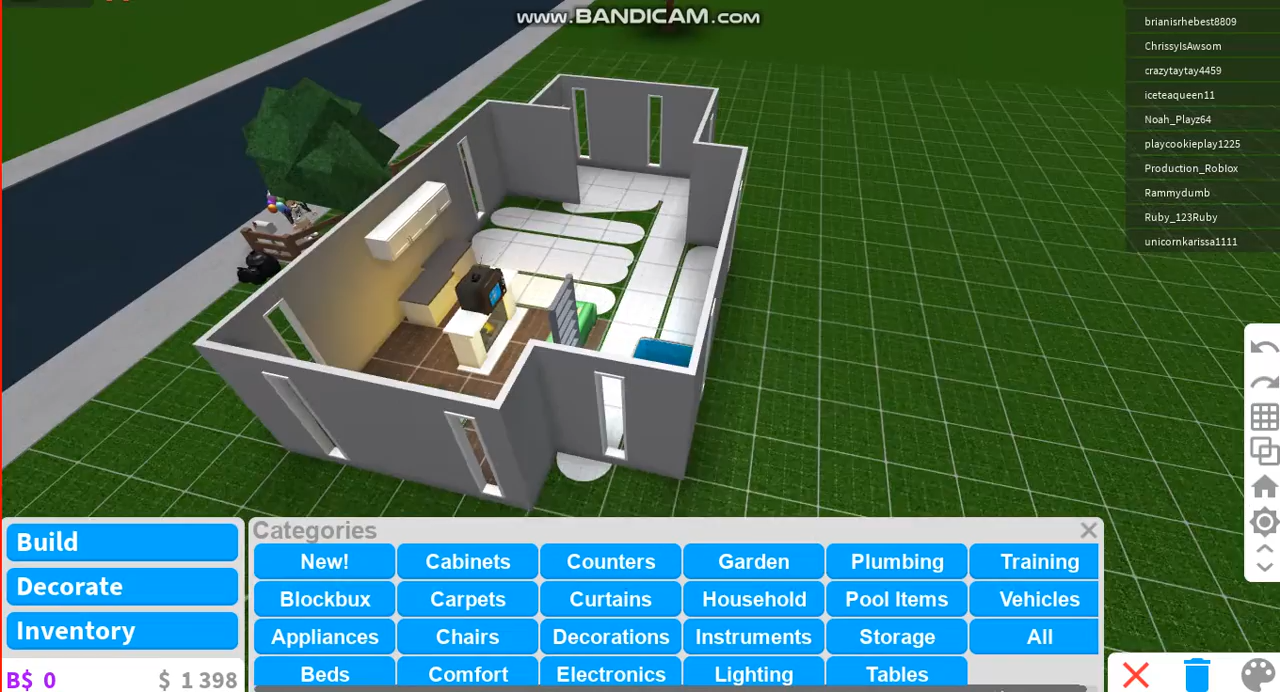 www.BANDICAM.com
brianisrhebest8809
ChrissyIsAwsom
crazytaytay4459
iceteaqueen11
Noah_Playz64
playcookieplay1225
Production_Roblox
Rammydumb
Ruby_123Ruby
unicornkarissa1111
Build
Decorate
Inventory
B$ 0 $ 1 398
Categories
New! Cabinets Counters Garden Plumbing Training
Blockbux Carpets Curtains Household Pool Items Vehicles
Appliances Chairs Decorations Instruments Storage All
Beds Comfort Electronics Lighting Tables